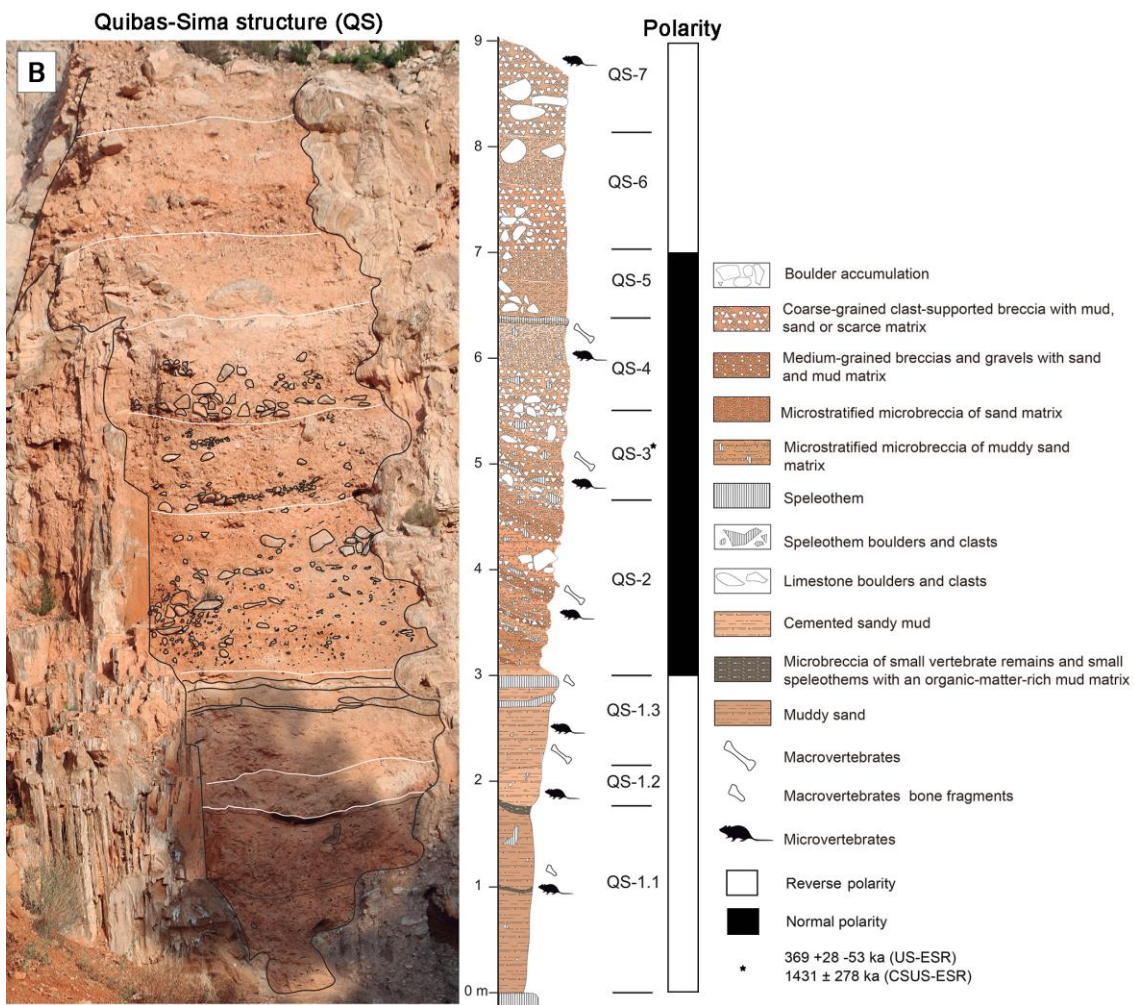 Quibas-Sima structure (QS)
Polarity
B
9
8
7
6
5
4
3
2
1
0 m
QS-7
QS-6
QS-5
QS-4
QS-3*
QS-2
QS-1.3
QS-1.2
QS-1.1
Boulder accumulation
Coarse-grained clast-supported breccia with mud,
sand or scarce matrix
Medium-grained breccias and gravels with sand
and mud matrix
Microstratified microbreccia of sand matrix
Microstratified microbreccia of muddy sand
matrix
Speleothem
Speleothem boulders and clasts
Limestone boulders and clasts
Cemented sandy mud
Microbreccia of small vertebrate remains and small
speleothems with an organic-matter-rich mud matrix
Muddy sand
Macrovertebrates
Macrovertebrates bone fragments
Microvertebrates
Reverse polarity
Normal polarity
* 369 +28 -53 ka (US-ESR)
1431 ± 278 ka (CSUS-ESR)